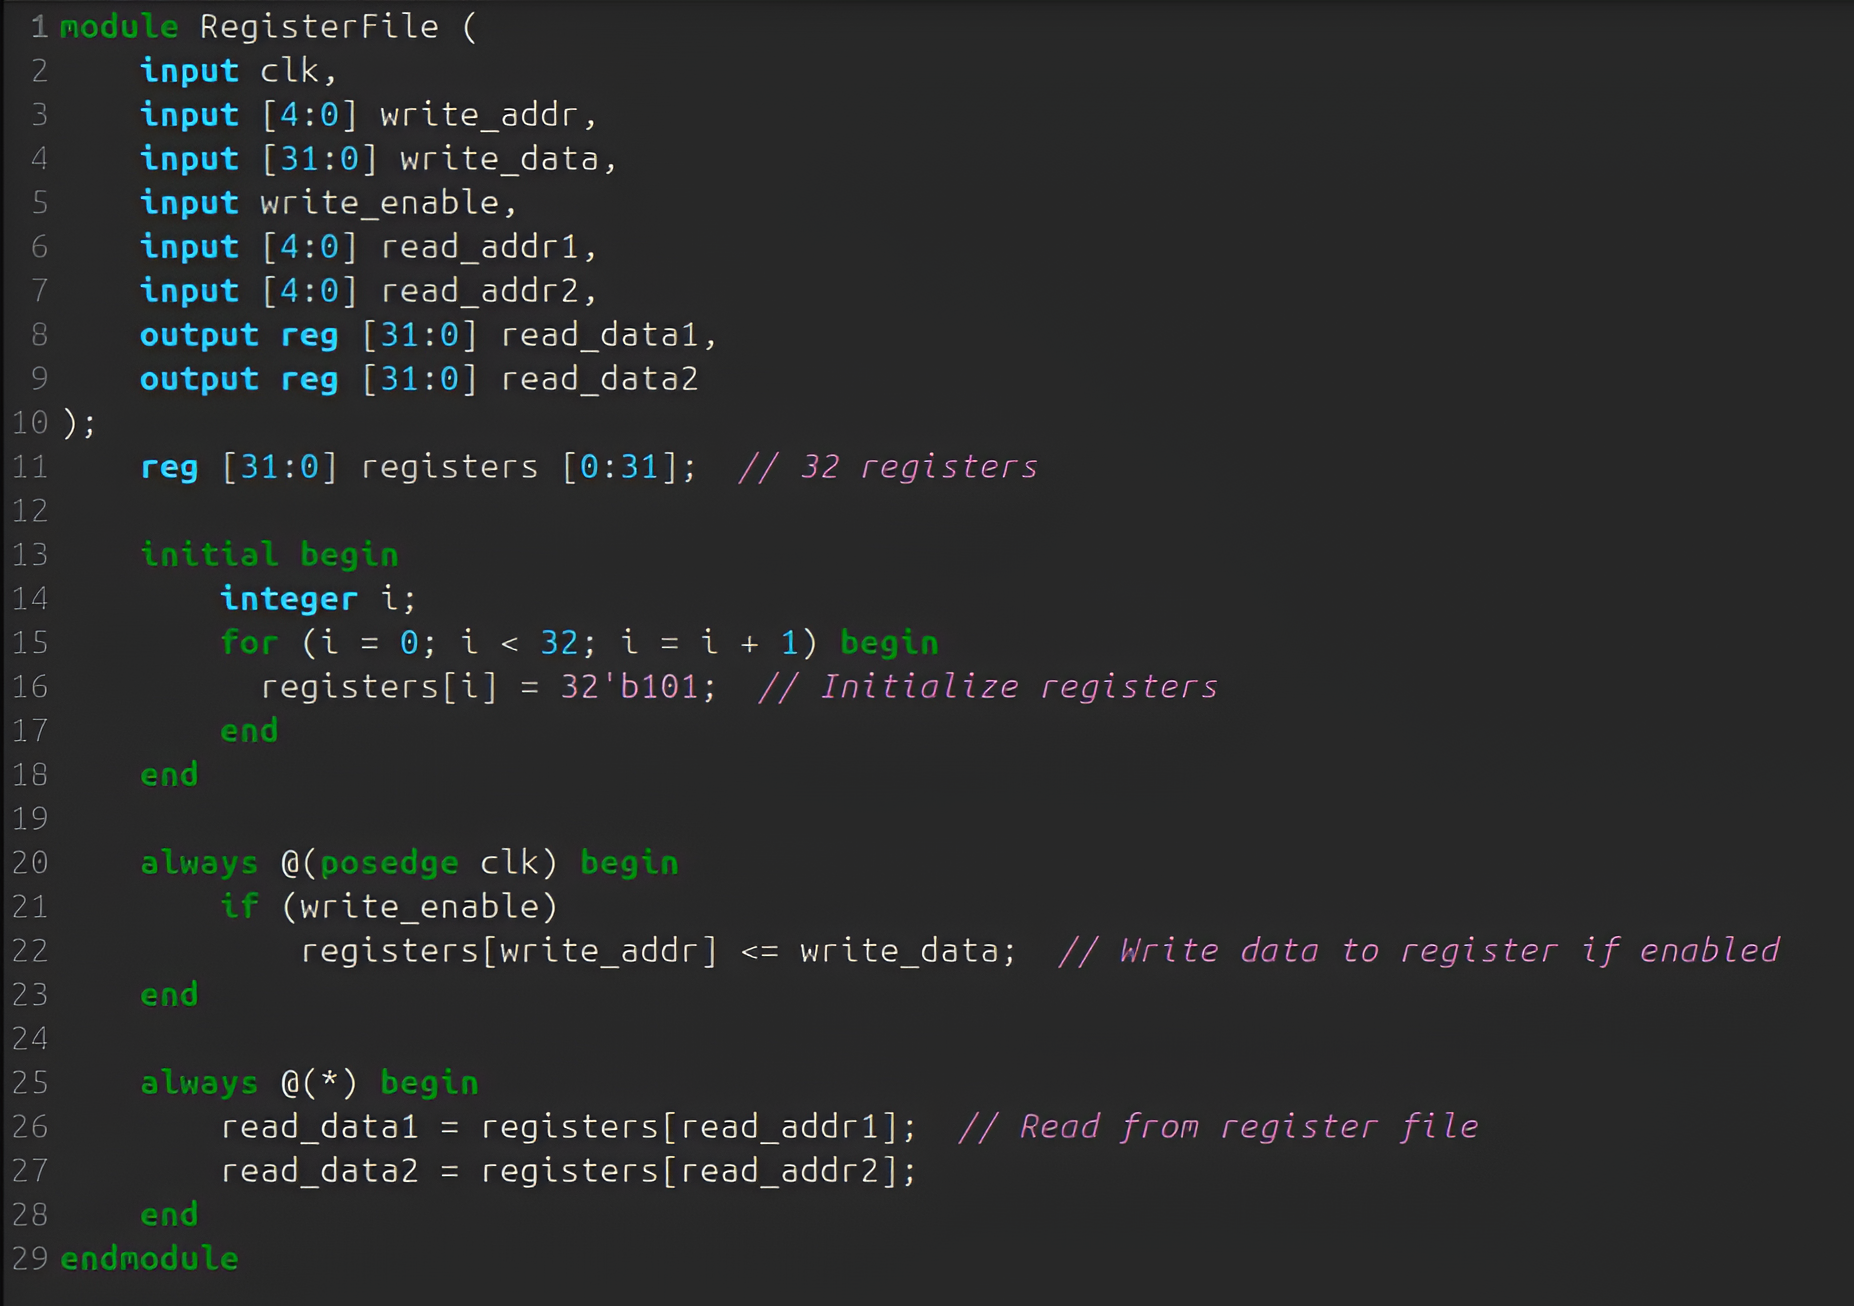 1 module RegisterFile (
2     input clk,
3     input [4:0] write_addr,
4     input [31:0] write_data,
5     input write_enable,
6     input [4:0] read_addr1,
7     input [4:0] read_addr2,
8     output reg [31:0] read_data1,
9     output reg [31:0] read_data2
10 );
11     reg [31:0] registers [0:31];  // 32 registers
12
13     initial begin
14         integer i;
15         for (i = 0; i < 32; i = i + 1) begin
16           registers[i] = 32'b101;  // Initialize registers
17         end
18     end
19
20     always @(posedge clk) begin
21         if (write_enable)
22             registers[write_addr] <= write_data;  // Write data to register if enabled
23     end
24
25     always @(*) begin
26         read_data1 = registers[read_addr1];  // Read from register file
27         read_data2 = registers[read_addr2];
28     end
29 endmodule